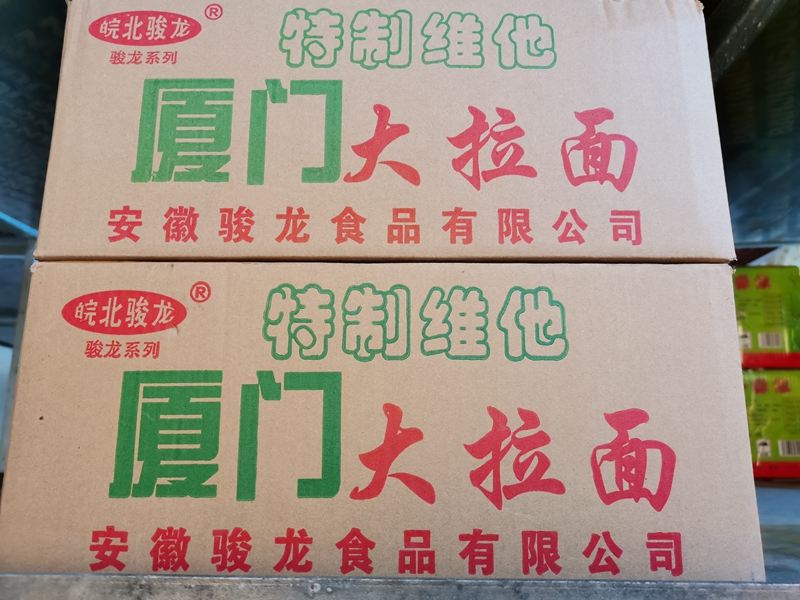 皖北骏龙®
骏龙系列
特制维他
厦门大拉面
安徽骏龙食品有限公司
皖北骏龙®
骏龙系列
特制维他
厦门大拉面
安徽骏龙食品有限公司